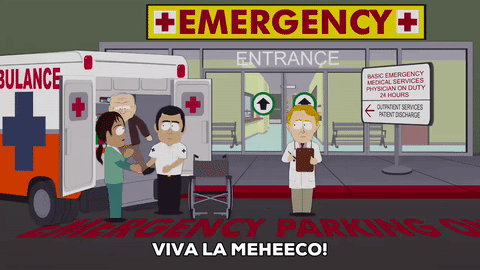 EMERGENCY
ENTRANCE
BULANCE
BASIC EMERGENCY
MEDICAL SERVICES
PHYSICIAN ON DUTY
24 HOURS
OUTPATIENT SERVICES
PATIENT DISCHARGE
EMERGENCY PARKING ON
VIVA LA MEHEECO!